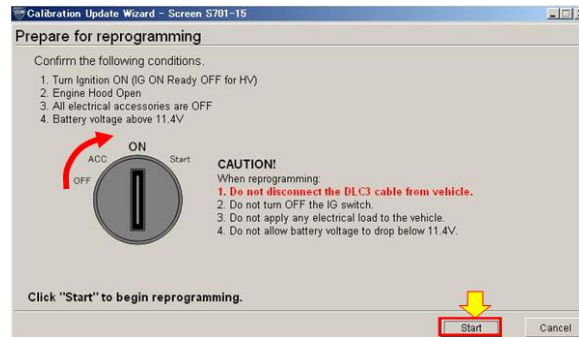 Calibration Update Wizard - Screen S701-15
Prepare for reprogramming
Confirm the following conditions.
1. Turn Ignition ON (IG ON Ready OFF for HV)
2. Engine Hood Open
3. All electrical accessories are OFF
4. Battery voltage above 11.4V
ON
ACC
Start
OFF
CAUTION!
When reprogramming:
1. Do not disconnect the DLC3 cable from vehicle.
2. Do not turn OFF the IG switch.
3. Do not apply any electrical load to the vehicle.
4. Do not allow battery voltage to drop below 11.4V.
Click "Start" to begin reprogramming.
Start
Cancel